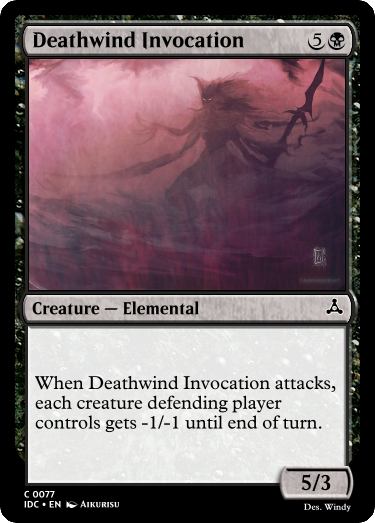 Deathwind Invocation 5
Creature — Elemental
When Deathwind Invocation attacks,
each creature defending player
controls gets -1/-1 until end of turn.
5/3
C 0077
IDC • EN AIKURISU
Des. Windy